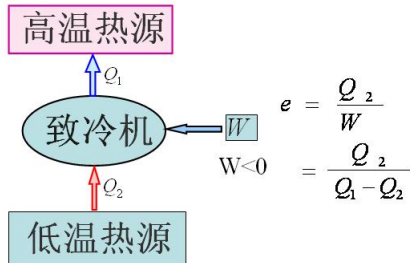 高温热源
Q₁
致冷机
W
W<0
Q₂
低温热源
e = Q₂ / W
= Q₂ / (Q₁ - Q₂)